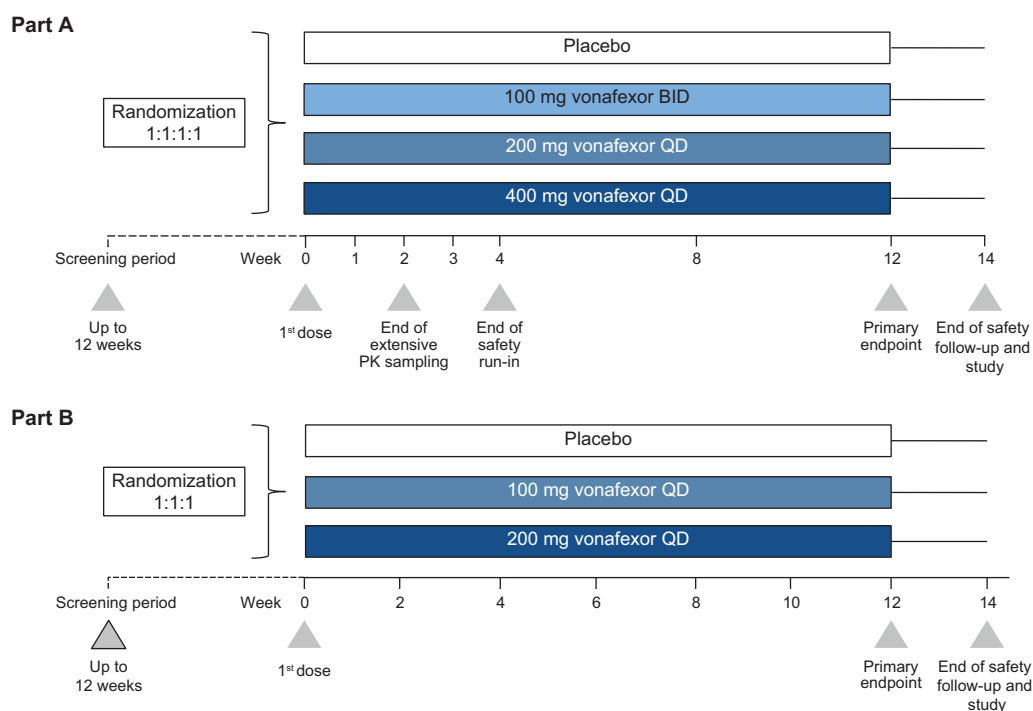 Part A
Placebo
100 mg vonafexor BID
Randomization
1:1:1:1
200 mg vonafexor QD
400 mg vonafexor QD
Screening period Week 0 1 2 3 4 8 12 14
Up to
12 weeks
1st dose
End of
extensive
PK sampling
End of
safety
run-in
Primary
endpoint
End of safety
follow-up and
study
Part B
Placebo
Randomization
1:1:1
100 mg vonafexor QD
200 mg vonafexor QD
Screening period Week 0 2 4 6 8 10 12 14
Up to
12 weeks
1st dose
Primary
endpoint
End of safety
follow-up and
study